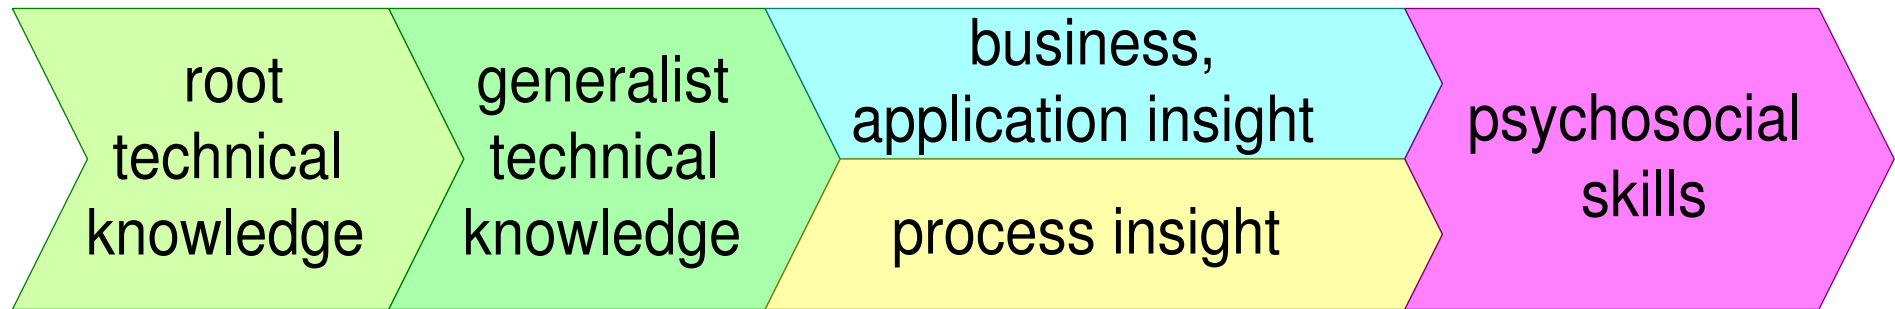 root
technical
knowledge
generalist
technical
knowledge
business,
application insight
process insight
psychosocial
skills